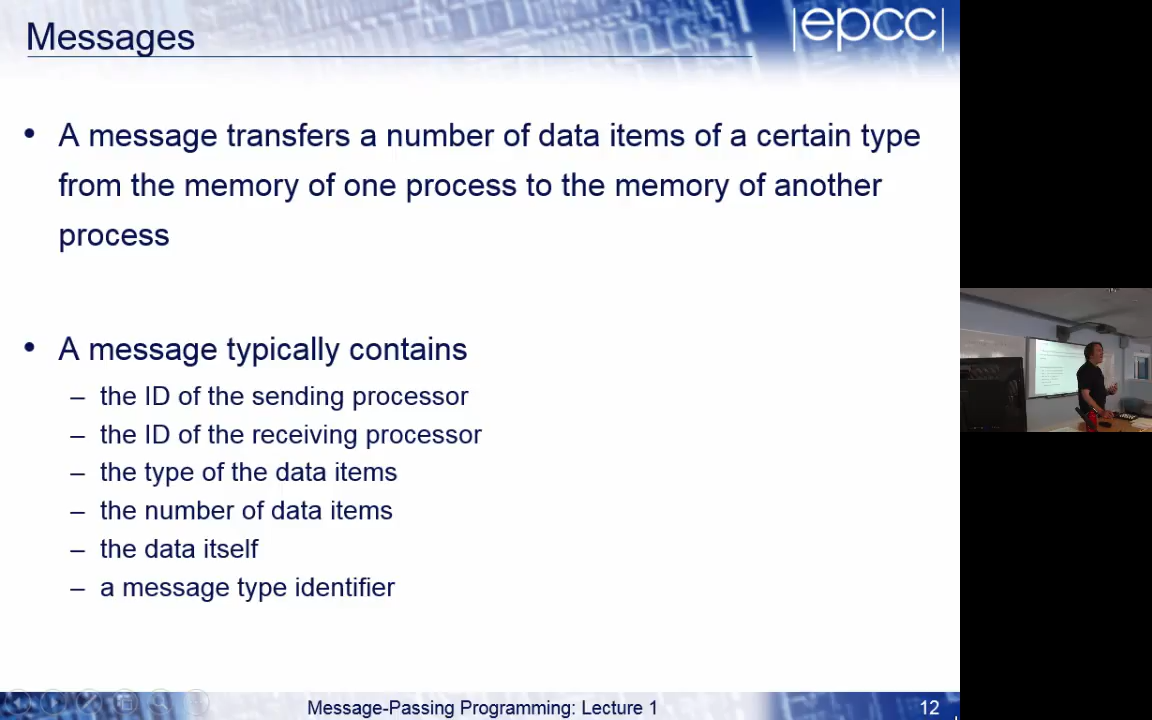 Messages
|epcc|
• A message transfers a number of data items of a certain type
from the memory of one process to the memory of another
process
• A message typically contains
– the ID of the sending processor
– the ID of the receiving processor
– the type of the data items
– the number of data items
– the data itself
– a message type identifier
Message-Passing Programming: Lecture 1
12